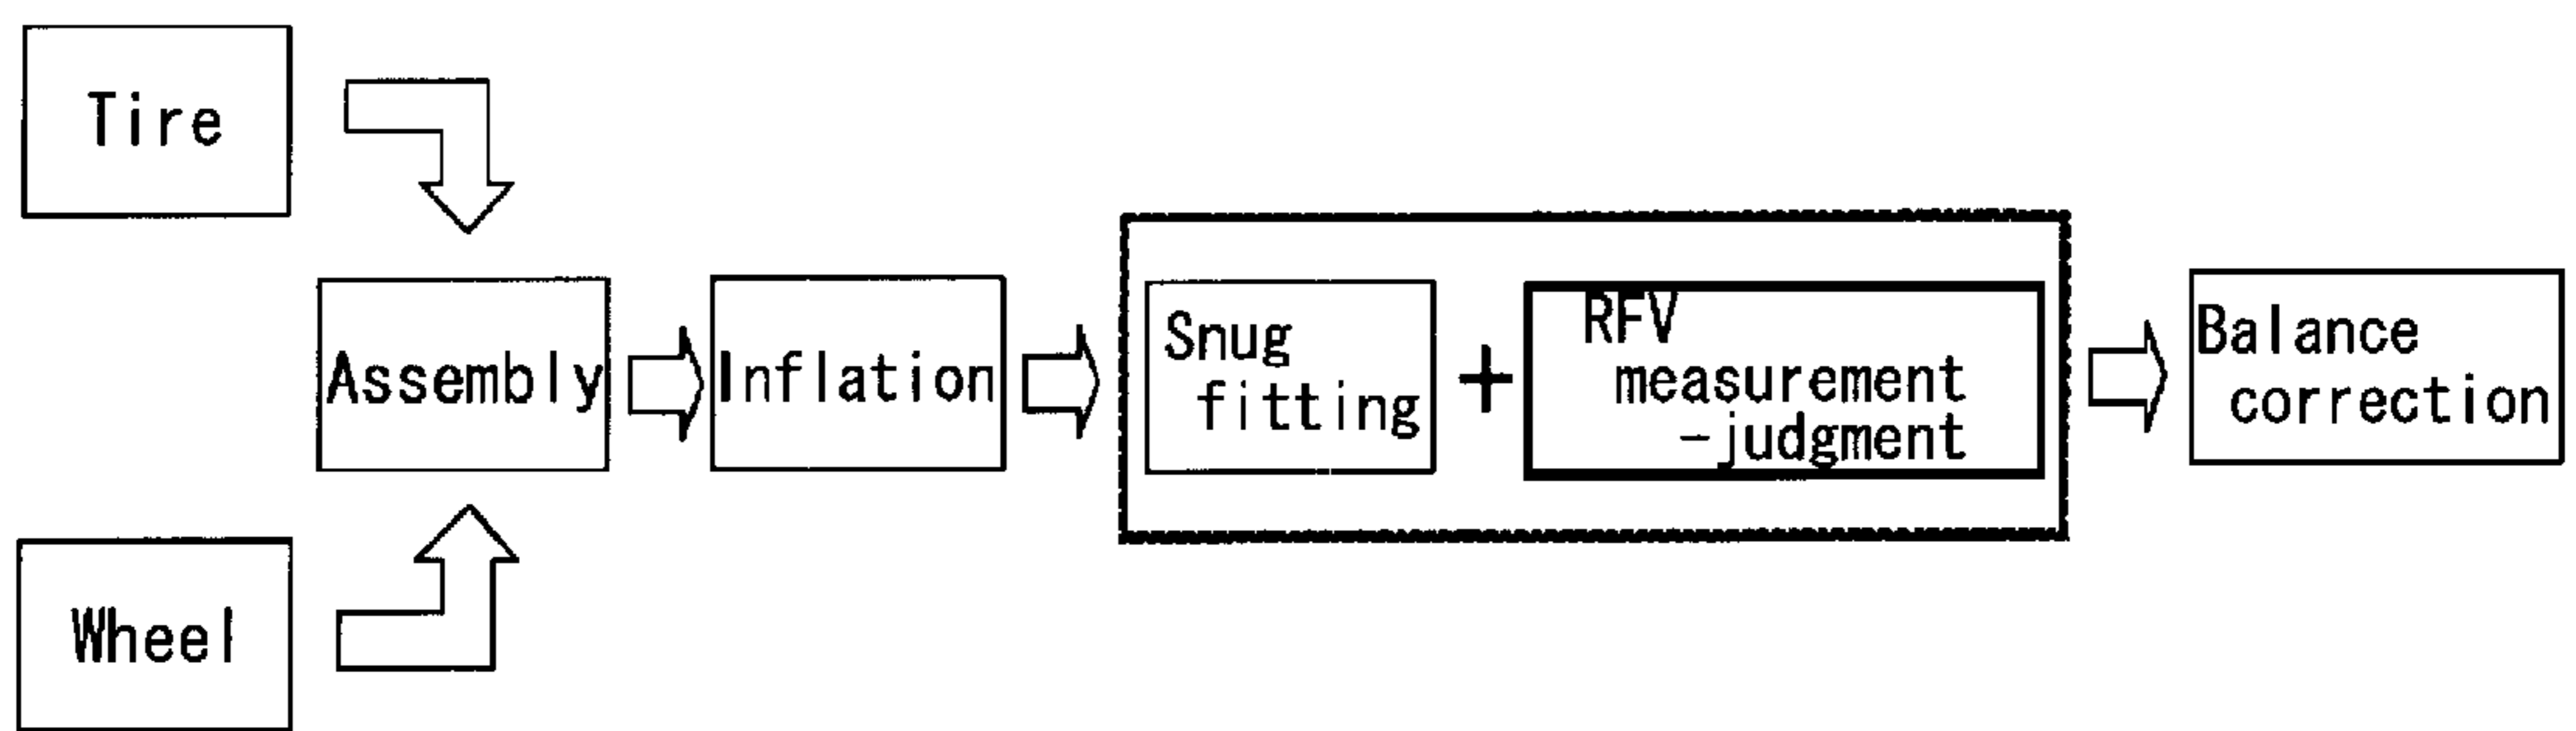 Tire
Assembly
Inflation
Snug
fitting
+
RFV
measurement
-judgment
Balance
correction
Wheel